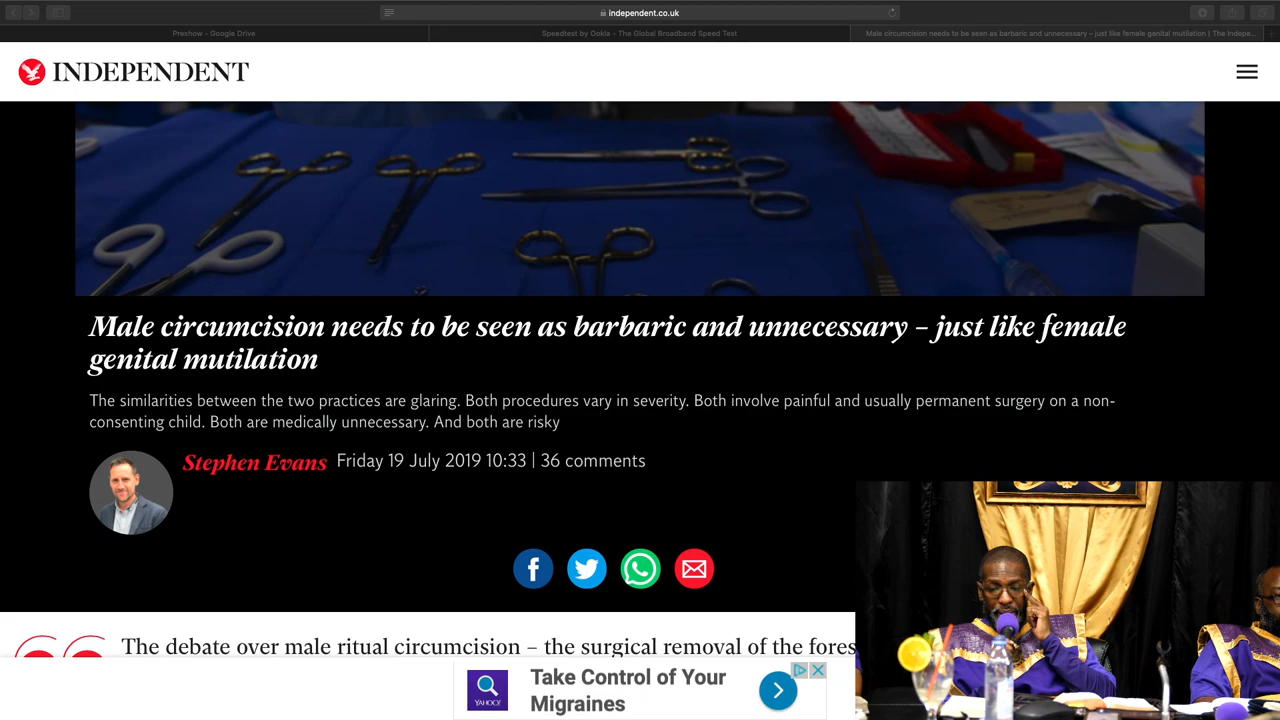 independent.co.uk
Preshow - Google Drive
Speedtest by Ookla - The Global Broadband Speed Test
Male circumcision needs to be seen as barbaric and unnecessary – just like female genital mutilation | The Indepe...
INDEPENDENT
Male circumcision needs to be seen as barbaric and unnecessary – just like female
genital mutilation
The similarities between the two practices are glaring. Both procedures vary in severity. Both involve painful and usually permanent surgery on a non-
consenting child. Both are medically unnecessary. And both are risky
Stephen Evans Friday 19 July 2019 10:33 | 36 comments
The debate over male ritual circumcision – the surgical removal of the fores
YAHOO!
Take Control of Your
Migraines